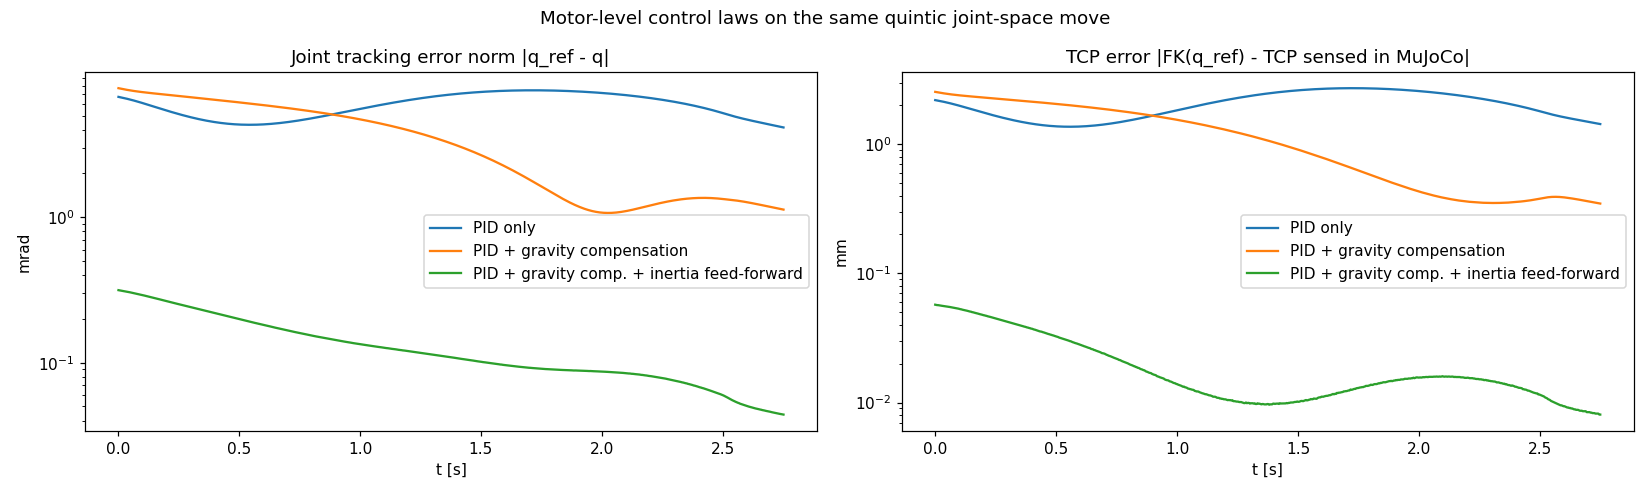 Motor-level control laws on the same quintic joint-space move
Joint tracking error norm |q_ref - q|
mrad
10⁰
10⁻¹
PID only
PID + gravity compensation
PID + gravity comp. + inertia feed-forward
0.0 0.5 1.0 1.5 2.0 2.5
t [s]
TCP error |FK(q_ref) - TCP sensed in MuJoCo|
mm
10⁰
10⁻¹
10⁻²
PID only
PID + gravity compensation
PID + gravity comp. + inertia feed-forward
0.0 0.5 1.0 1.5 2.0 2.5
t [s]